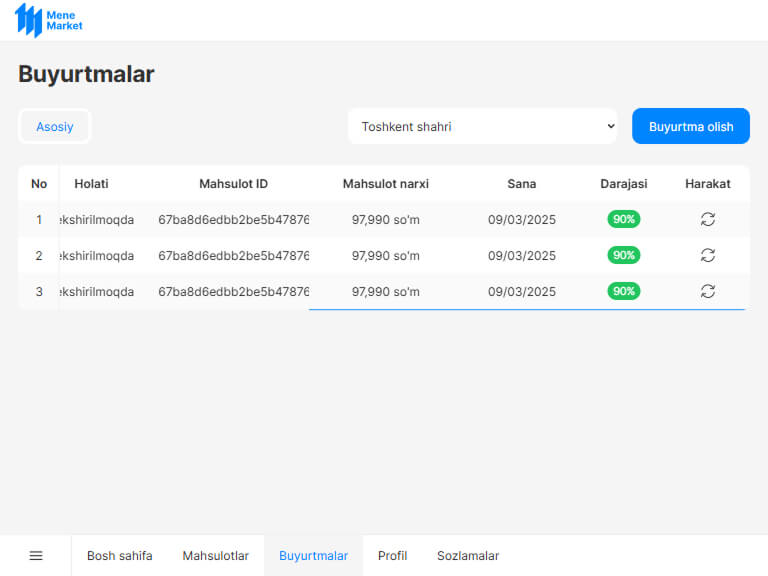 Mene
Market
Buyurtmalar
Asosiy
Toshkent shahri
Buyurtma olish
No Holati Mahsulot ID Mahsulot narxi Sana Darajasi Harakat
1 ekshirilmoqda 67ba8d6edbb2be5b47876 97,990 so'm 09/03/2025 90%
2 ekshirilmoqda 67ba8d6edbb2be5b47876 97,990 so'm 09/03/2025 90%
3 ekshirilmoqda 67ba8d6edbb2be5b47876 97,990 so'm 09/03/2025 90%
Bosh sahifa Mahsulotlar Buyurtmalar Profil Sozlamalar